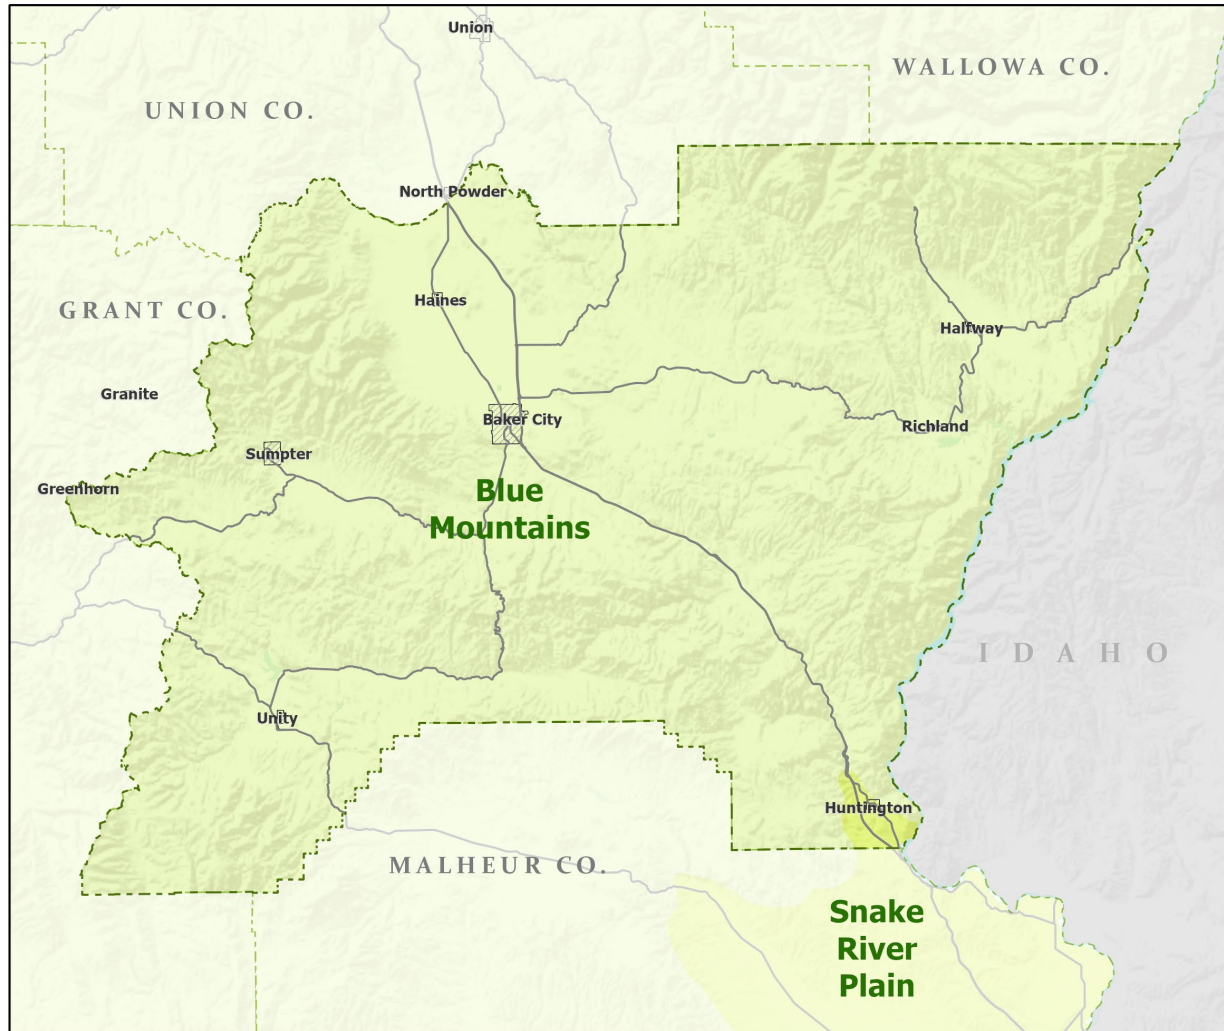 Union
WALLOWA CO.
UNION CO.
North Powder
Haines
GRANT CO.
Halfway
Granite
Baker City
Richland
Sumpter
Greenhorn
Blue
Mountains
IDAHO
Unity
Huntington
MALHEUR CO.
Snake
River
Plain